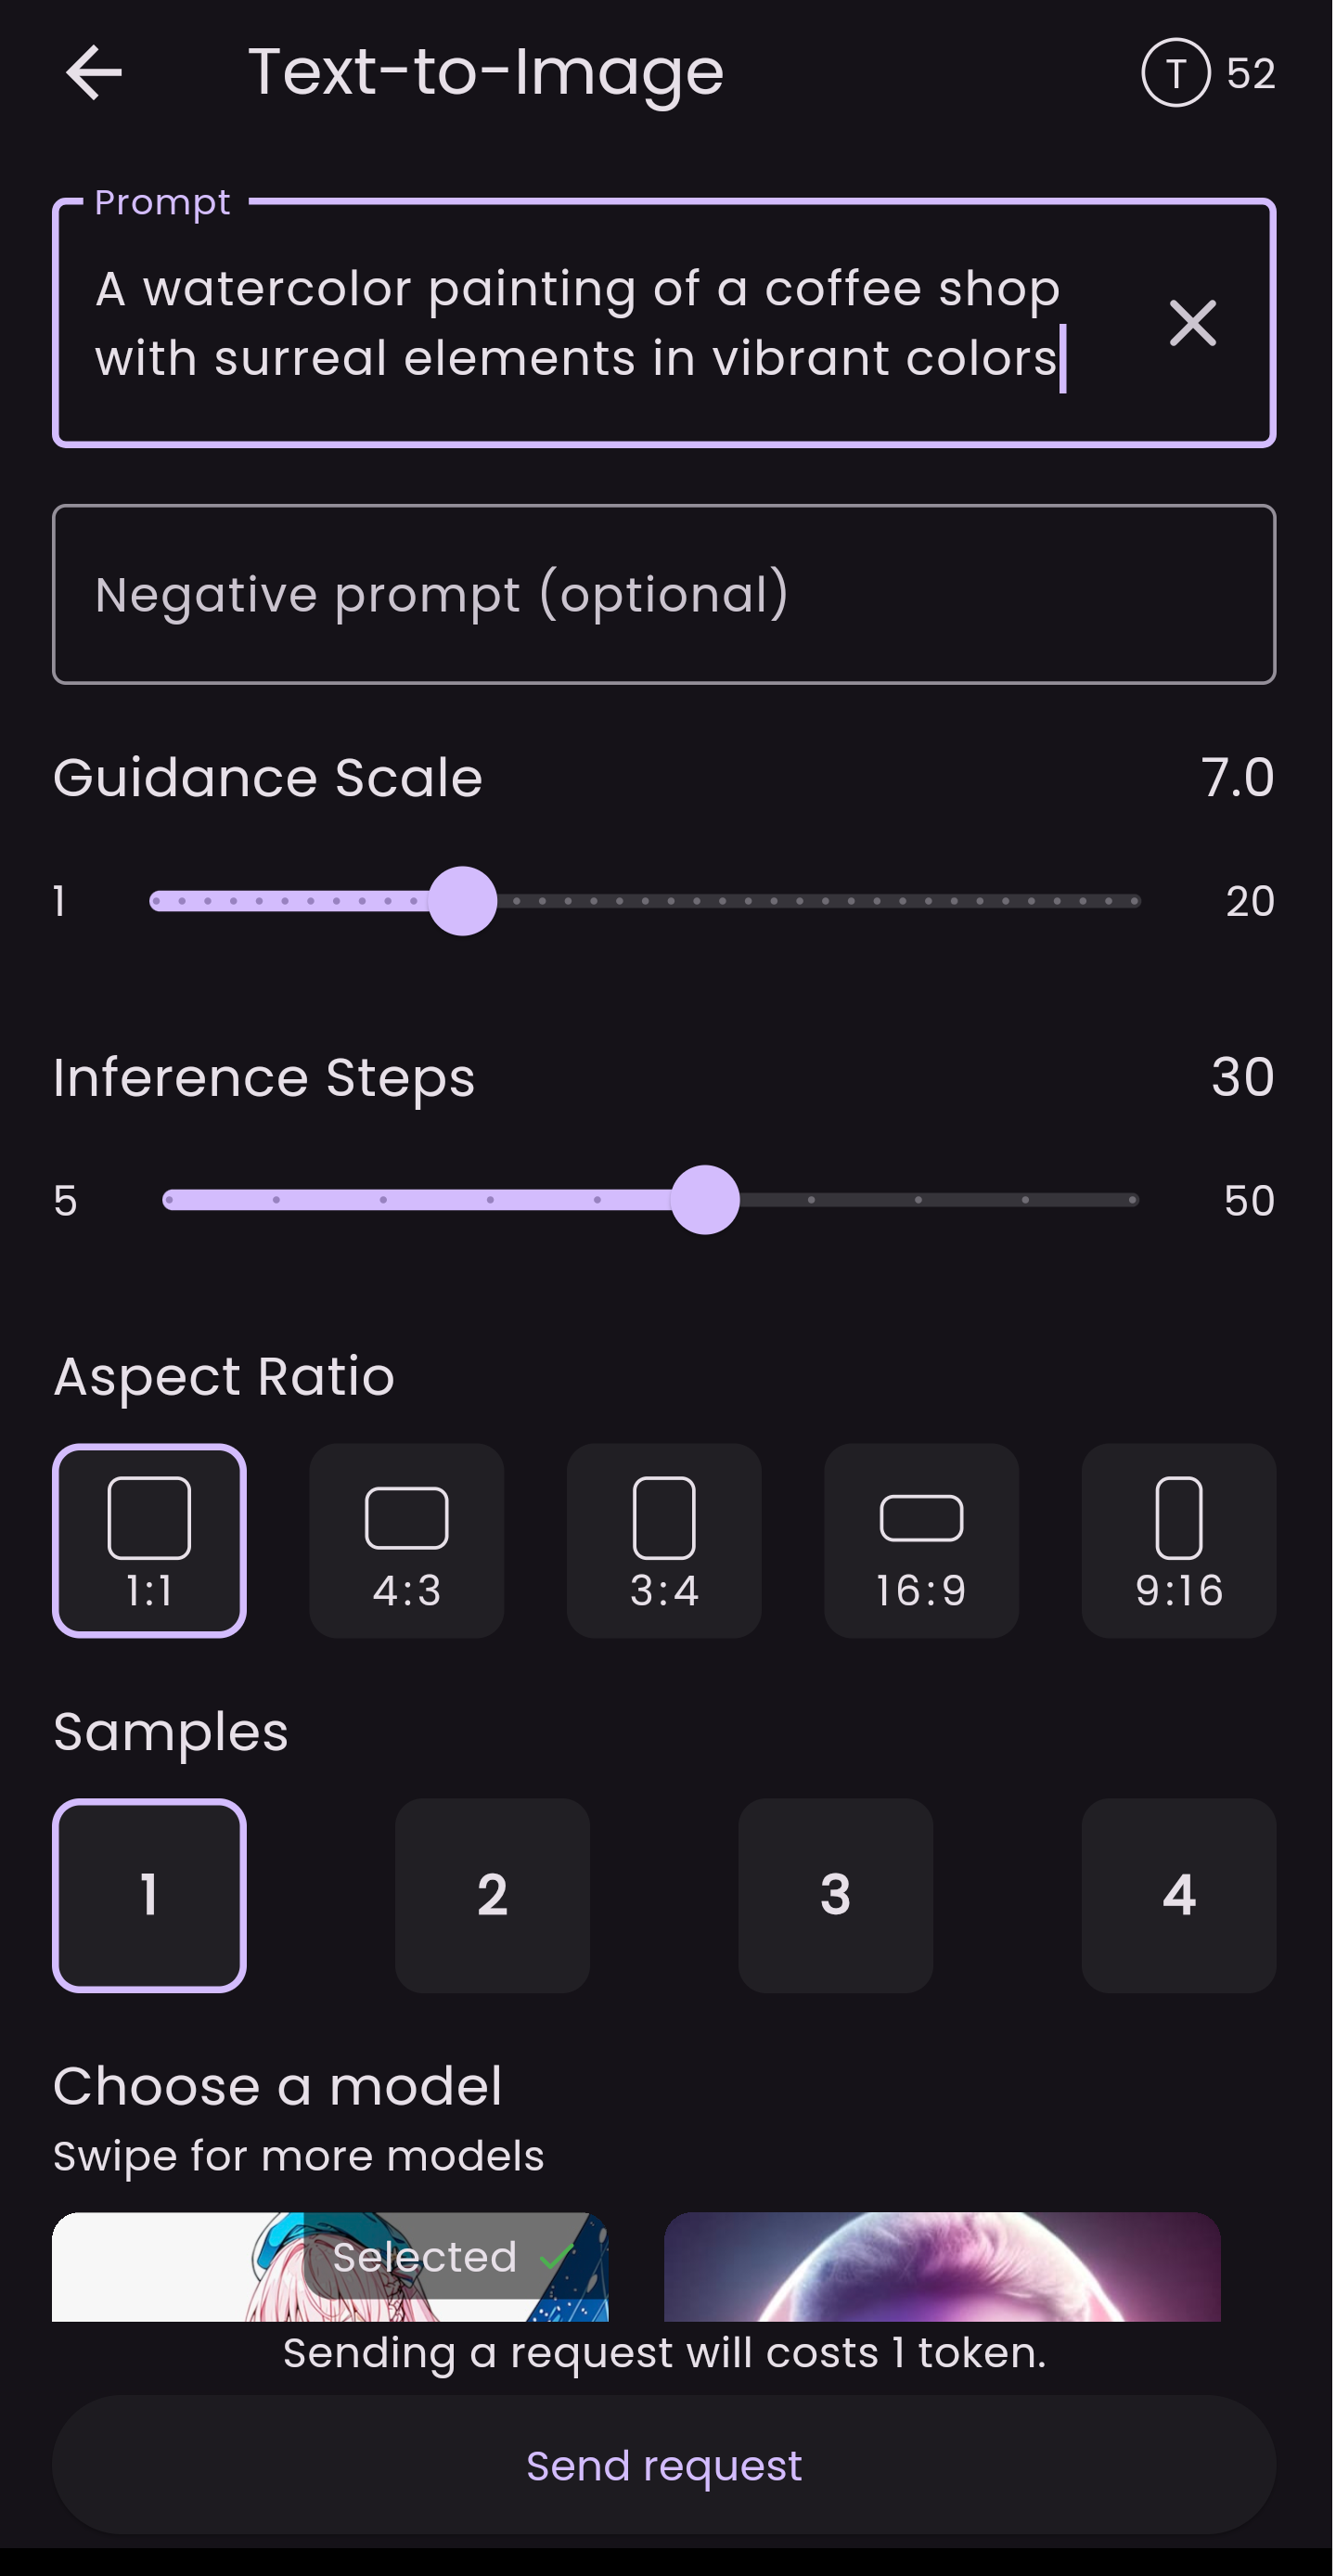 Text-to-Image
T 52
Prompt
A watercolor painting of a coffee shop
with surreal elements in vibrant colors
Negative prompt (optional)
Guidance Scale 7.0
1 20
Inference Steps 30
5 50
Aspect Ratio
1:1 4:3 3:4 16:9 9:16
Samples
1 2 3 4
Choose a model
Swipe for more models
Selected
Sending a request will costs 1 token.
Send request